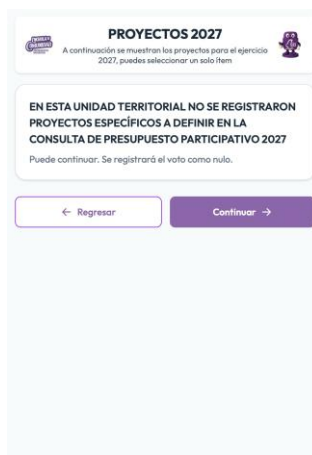 PROYECTOS 2027
A continuación se muestran los proyectos para el ejercicio
2027, puedes seleccionar un solo ítem
EN ESTA UNIDAD TERRITORIAL NO SE REGISTRARON
PROYECTOS ESPECÍFICOS A DEFINIR EN LA
CONSULTA DE PRESUPUESTO PARTICIPATIVO 2027
Puede continuar. Se registrará el voto como nulo.
← Regresar
Continuar →